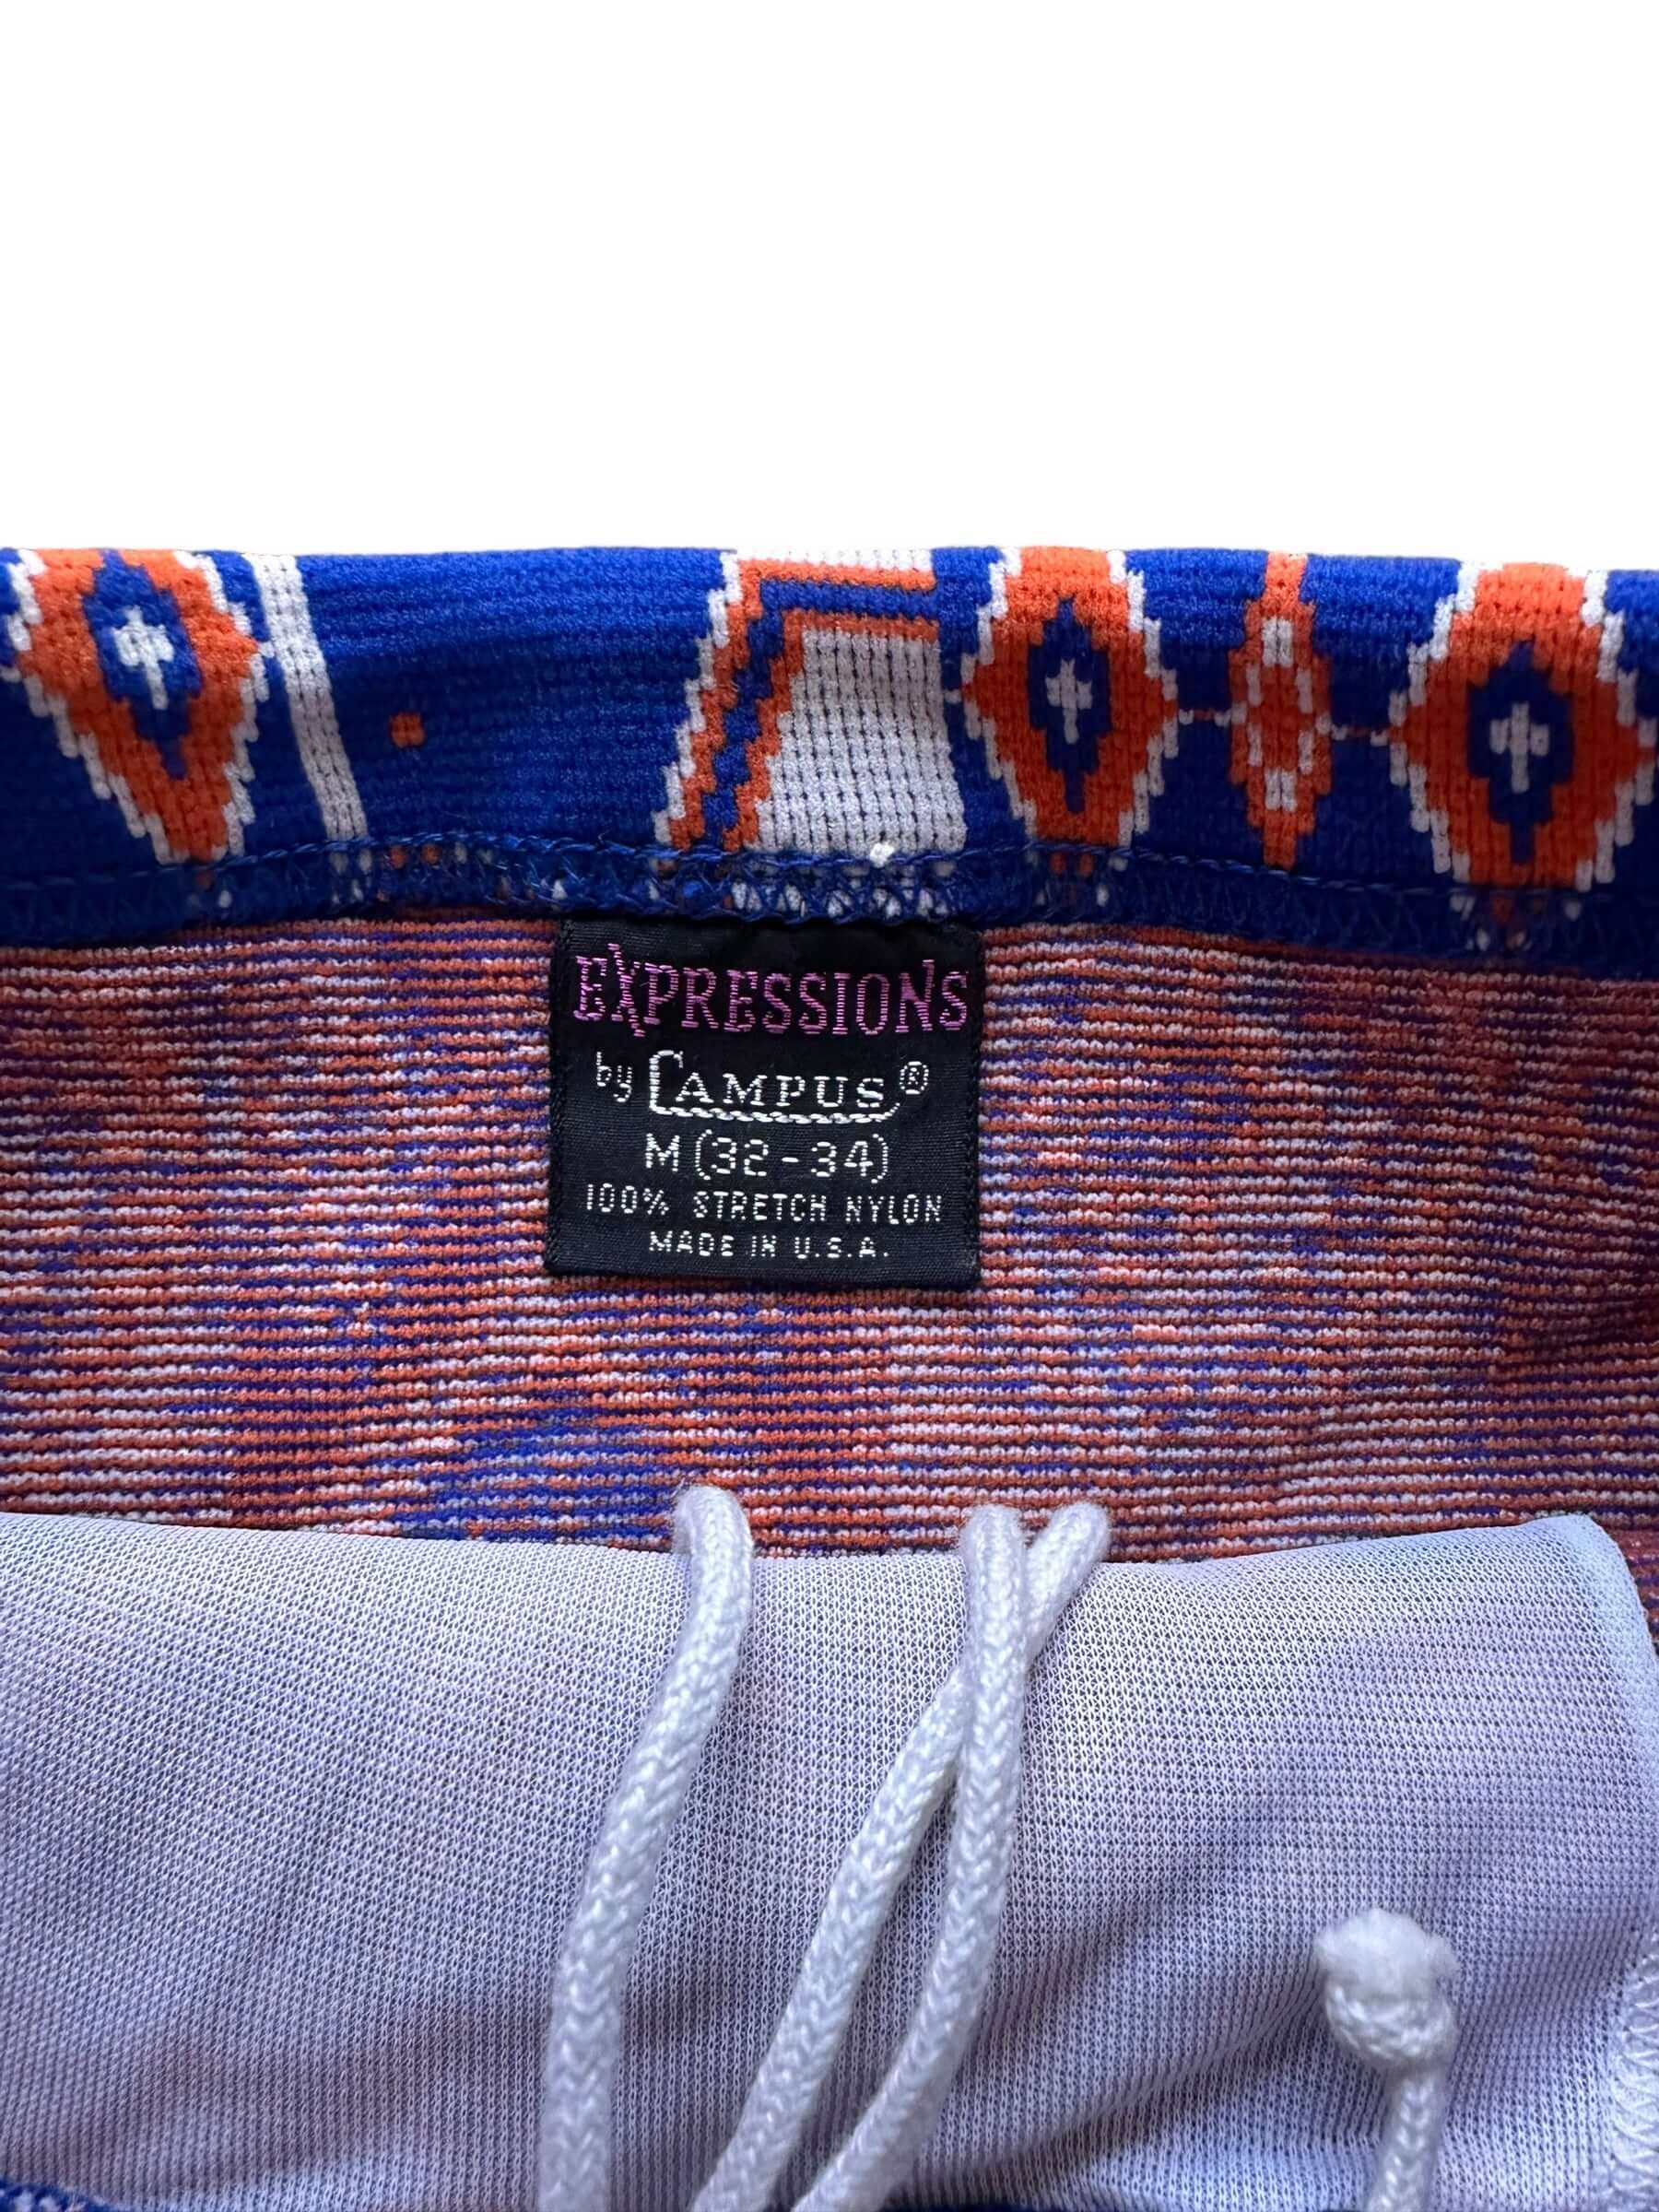 EXPRESSIONS
by CAMPUS®
M (32-34)
100% STRETCH NYLON
MADE IN U.S.A.